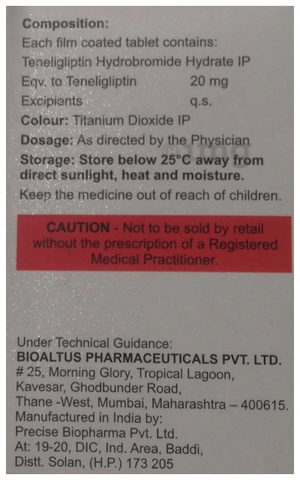 Composition:
Each film coated tablet contains:
Teneligliptin Hydrobromide Hydrate IP
Eqv. to Teneligliptin 20 mg
Excipients q.s.
Colour: Titanium Dioxide IP
Dosage: As directed by the Physician
Storage: Store below 25°C away from
direct sunlight, heat and moisture.
Keep the medicine out of reach of children.
CAUTION - Not to be sold by retail
without the prescription of a Registered
Medical Practitioner.
Under Technical Guidance:
BIOALTUS PHARMACEUTICALS PVT. LTD.
# 25, Morning Glory, Tropical Lagoon,
Kavesar, Ghodbunder Road,
Thane -West, Mumbai, Maharashtra – 400615.
Manufactured in India by:
Precise Biopharma Pvt. Ltd.
At: 19-20, DIC, Ind. Area, Baddi,
Distt. Solan, (H.P.) 173 205